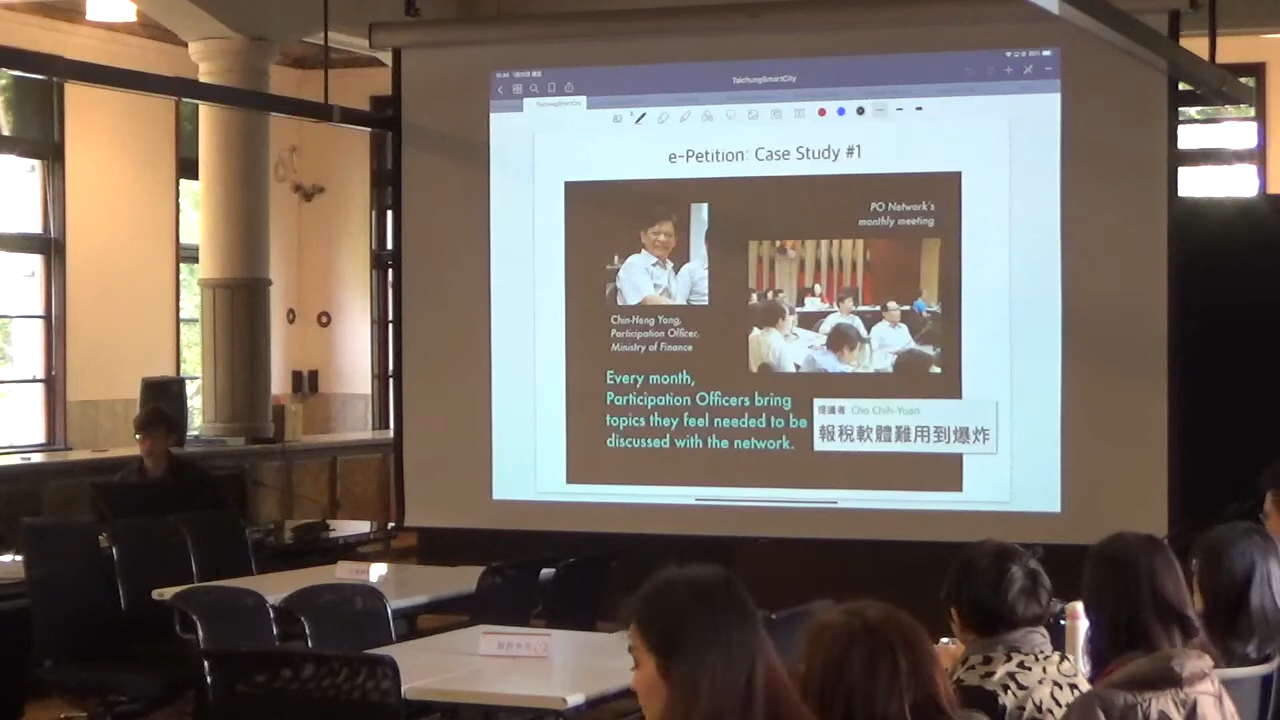 TaichungSmartCity
TaichungSmartCity
e-Petition: Case Study #1
PO Network's
monthly meeting
Chin-Heng Yang,
Participation Officer,
Ministry of Finance
Every month,
Participation Officers bring
topics they feel needed to be
discussed with the network.
提議者 Cho Chih-Yuan
報稅軟體難用到爆炸